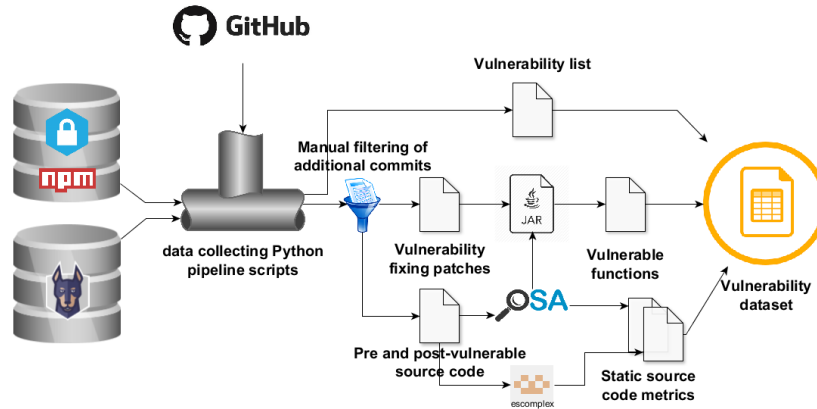 GitHub
Vulnerability list
Manual filtering of
additional commits
npm
JAR
data collecting Python
pipeline scripts
Vulnerability
fixing patches
Vulnerable
functions
Vulnerability
dataset
OSA
Pre and post-vulnerable
source code
escomplex
Static source
code metrics